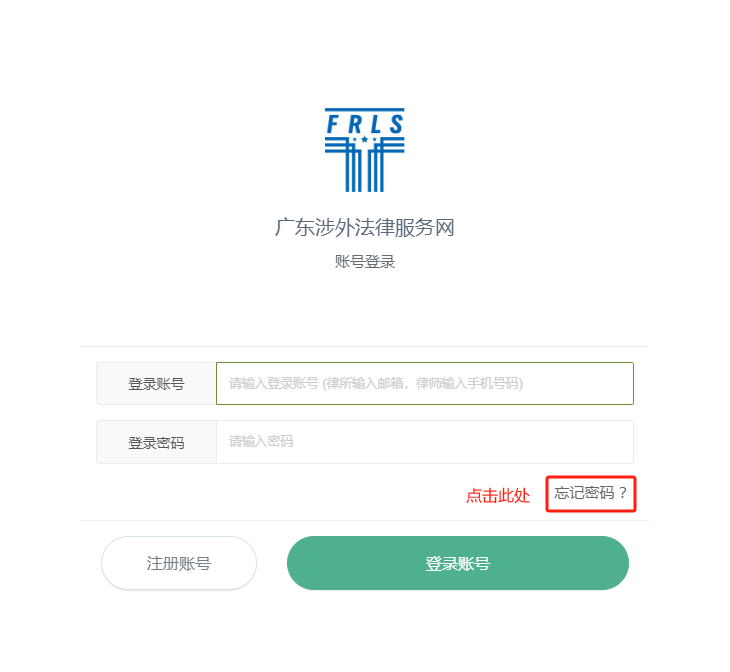 FRLS
广东涉外法律服务网
账号登录
登录账号 请输入登录账号 (律所输入邮箱，律师输入手机号码)
登录密码 请输入密码
点击此处 忘记密码？
注册账号 登录账号